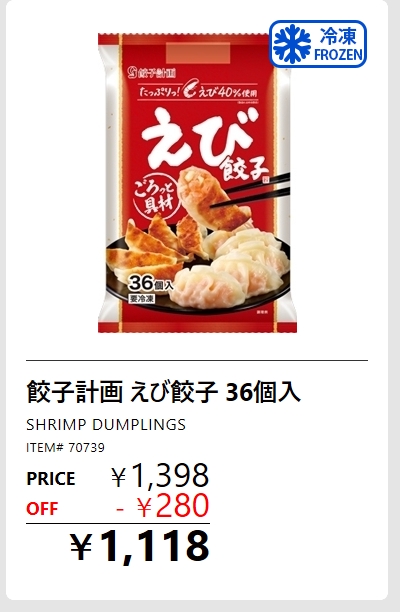 冷凍
FROZEN
餃子計画
たっぷりっ! えび40%使用
えび
餃子
ごろっと
具材
36個入
要冷凍
餃子計画 えび餃子 36個入
SHRIMP DUMPLINGS
ITEM# 70739
PRICE ¥1,398
OFF - ¥280
¥1,118